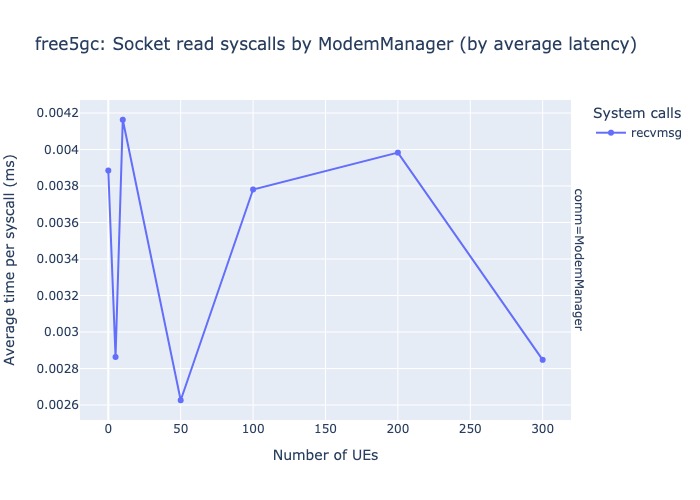 free5gc: Socket read syscalls by ModemManager (by average latency)
System calls
recvmsg
0.0042
0.004
0.0038
0.0036
0.0034
0.0032
0.003
0.0028
0.0026
Average time per syscall (ms)
comm=ModemManager
0 50 100 150 200 250 300
Number of UEs